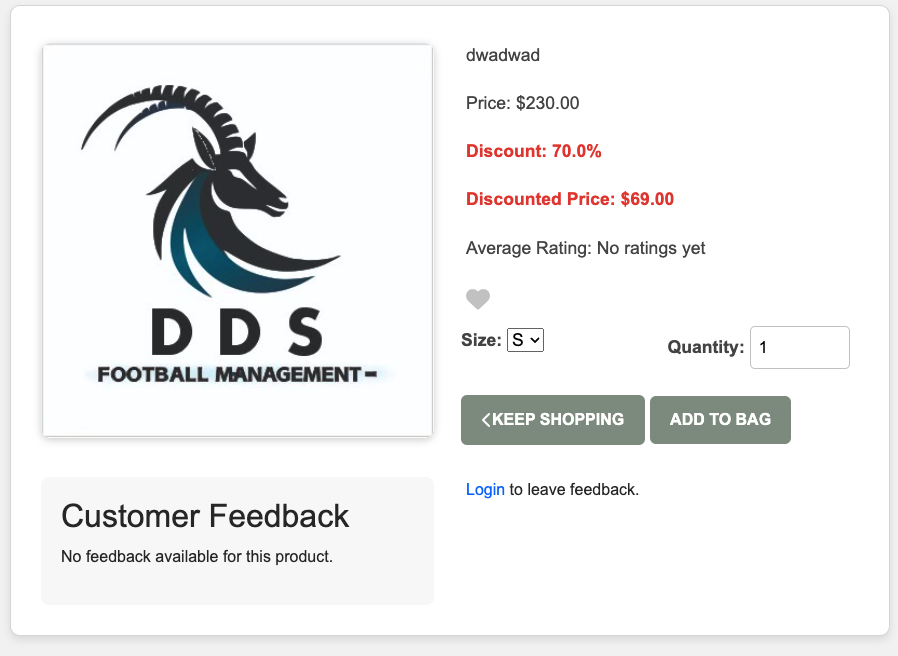 D D S
FOOTBALL MANAGEMENT
dwadwad
Price: $230.00
Discount: 70.0%
Discounted Price: $69.00
Average Rating: No ratings yet
Size: S
Quantity: 1
KEEP SHOPPING
ADD TO BAG
Customer Feedback
No feedback available for this product.
Login to leave feedback.